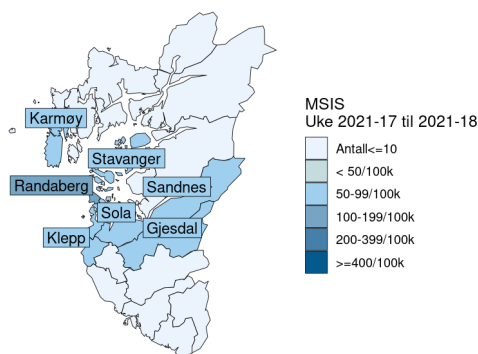 Karmøy
Stavanger
Randaberg
Sandnes
Sola
Klepp
Gjesdal
MSIS
Uke 2021-17 til 2021-18
Antall<=10
< 50/100k
50-99/100k
100-199/100k
200-399/100k
>=400/100k